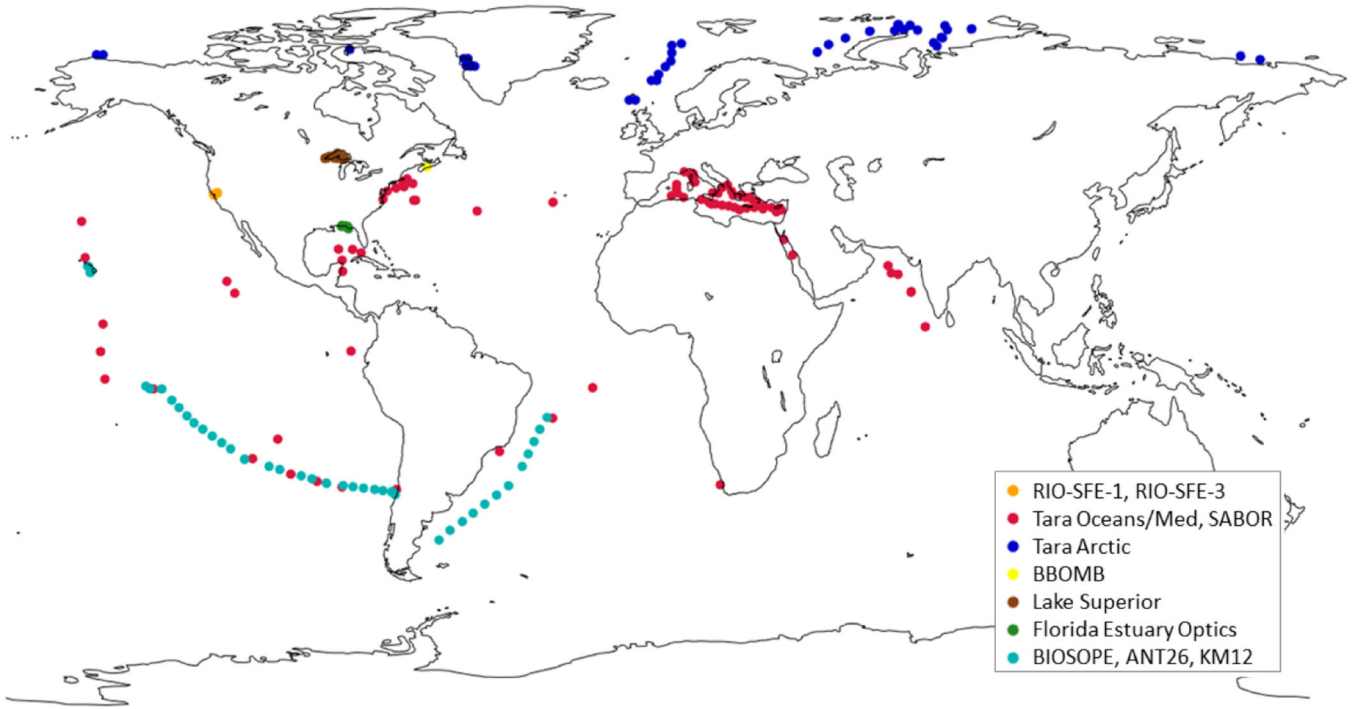 RIO-SFE-1, RIO-SFE-3
Tara Oceans/Med, SABOR
Tara Arctic
BBOMB
Lake Superior
Florida Estuary Optics
BIOSOPE, ANT26, KM12